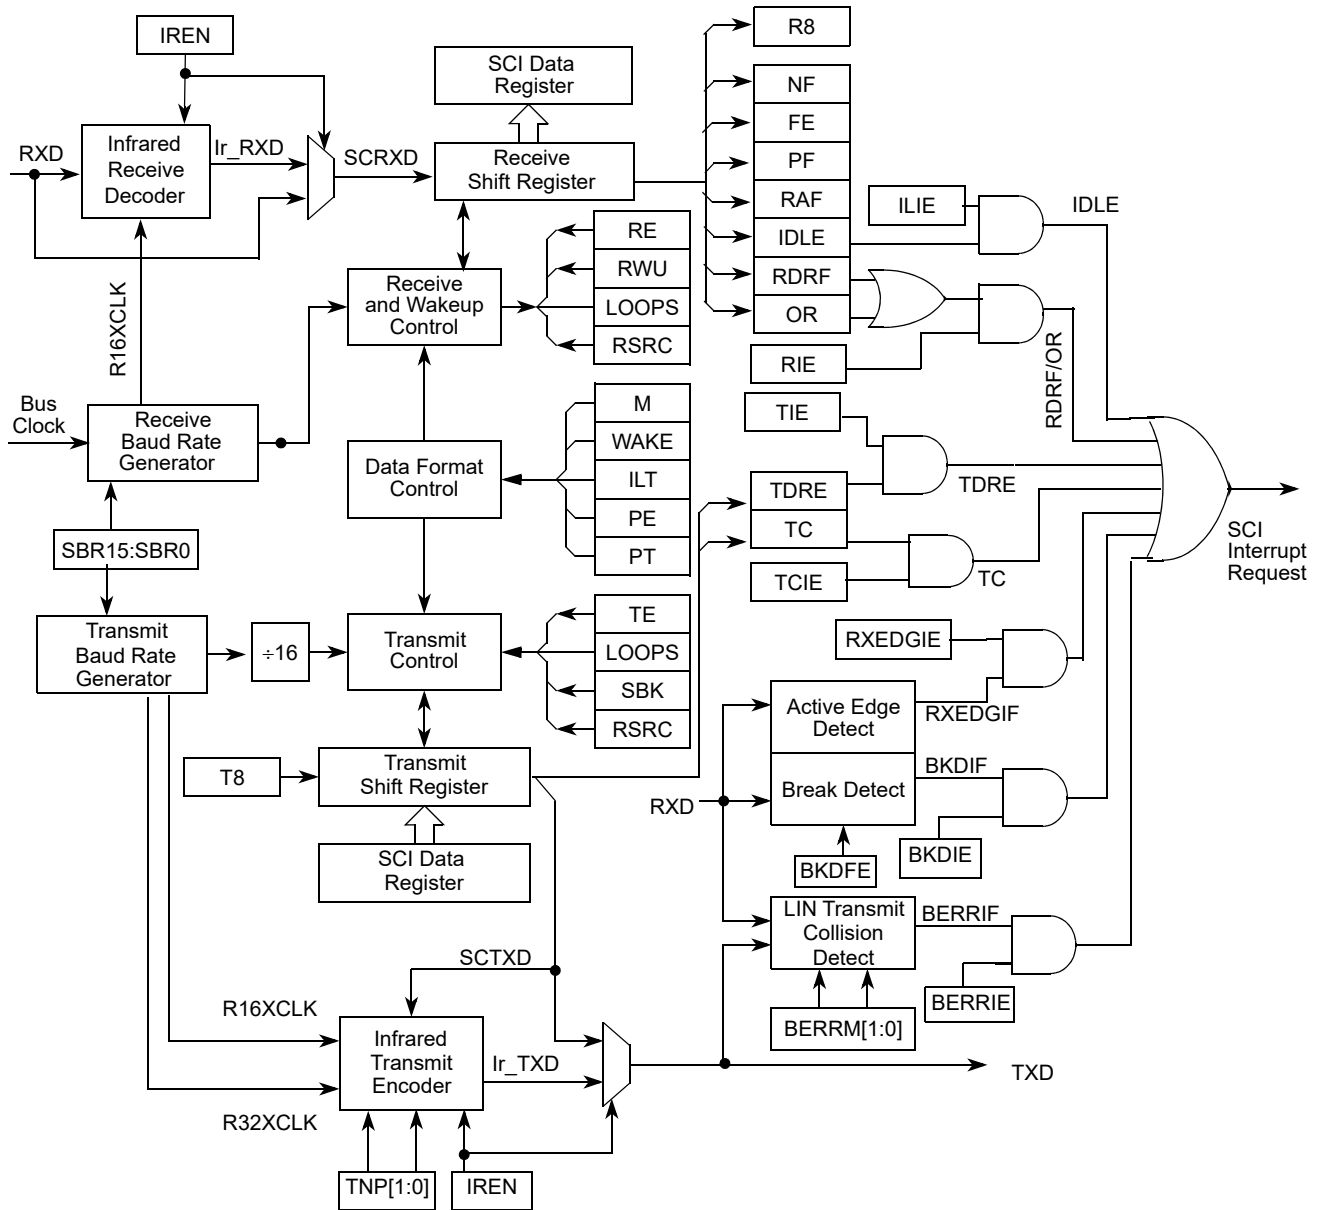 IREN
R8
SCI Data
Register
NF
FE
PF
RAF
IDLE
RDRF
OR
RXD
Infrared
Receive
Decoder
Ir_RXD
SCRXD
Receive
Shift Register
ILIE
IDLE
RE
RWU
LOOPS
RSRC
Receive
and Wakeup
Control
R16XCLK
RIE
RDRF/OR
Bus
Clock
Receive
Baud Rate
Generator
M
WAKE
ILT
PE
PT
Data Format
Control
TIE
TDRE
TC
TDRE
TCIE
TC
SCI
Interrupt
Request
SBR15:SBR0
Transmit
Baud Rate
Generator
÷16
Transmit
Control
TE
LOOPS
SBK
RSRC
RXEDGIE
Active Edge
Detect
RXEDGIF
Break Detect
BKDIF
RXD
BKDFE
BKDIE
T8
Transmit
Shift Register
SCI Data
Register
LIN Transmit
Collision
Detect
BERRIF
BERRIE
BERRM[1:0]
SCTXD
R16XCLK
Infrared
Transmit
Encoder
Ir_TXD
TXD
R32XCLK
TNP[1:0]
IREN